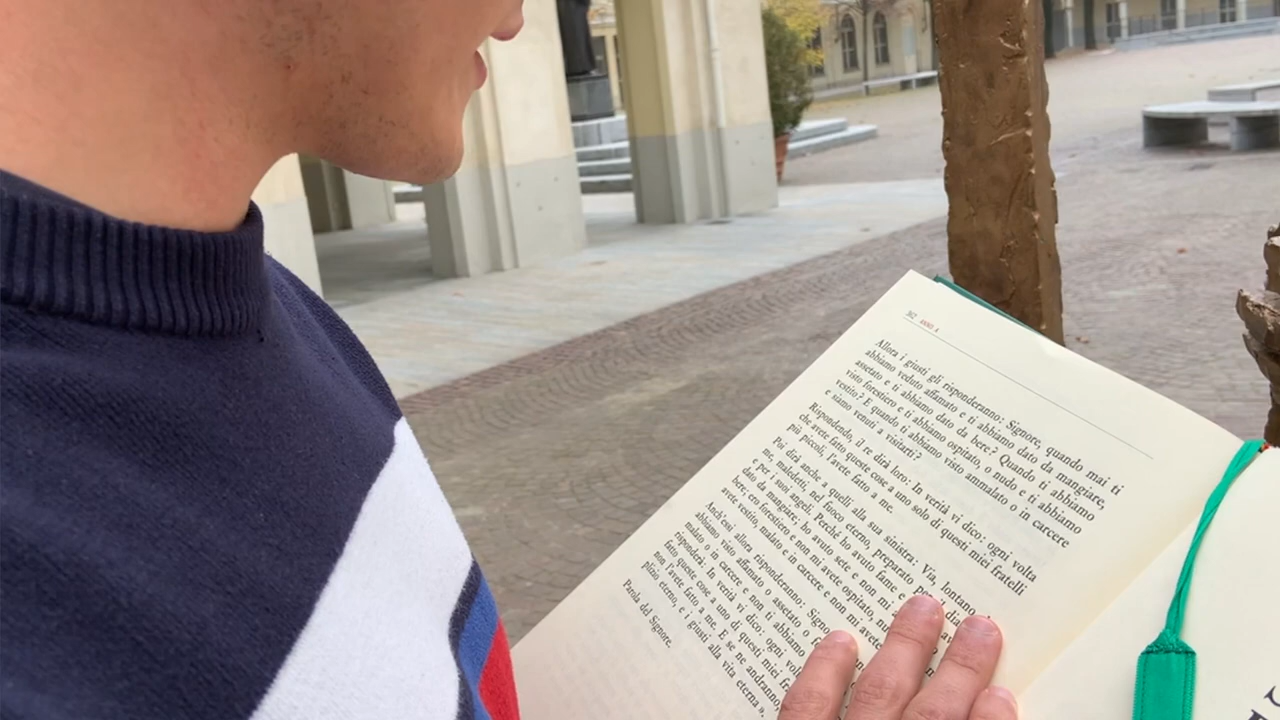 362 ANNO A
Allora i giusti gli risponderanno: Signore, quando mai ti
abbiamo veduto affamato e ti abbiamo dato da mangiare,
assetato e ti abbiamo dato da bere? Quando ti abbiamo
visto forestiero e ti abbiamo ospitato, o nudo e ti abbiamo
vestito? E quando ti abbiamo visto ammalato o in carcere
e siamo venuti a visitarti?
Rispondendo, il re dirà loro: In verità vi dico: ogni volta
che avete fatto queste cose a uno solo di questi miei fratelli
più piccoli, l'avete fatto a me.
Poi dirà anche a quelli alla sua sinistra: Via, lontano
me, maledetti, nel fuoco eterno, preparato per il
e per i suoi angeli. Perché ho avuto fame e
dato da mangiare; ho avuto sete e non mi
bere; ero forestiero e non mi avete ospitato,
avete vestito, malato e in carcere e non mi avete
Anch'essi allora risponderanno:
abbiamo visto affamato o assetato o
malato o in carcere e non ti abbiamo
risponderà: In verità vi dico: ogni
fatto queste cose a uno di questi miei
non l'avete fatto a me. E se ne andranno,
plizio eterno, e i giusti alla vita eterna ».
Parola del Signore.